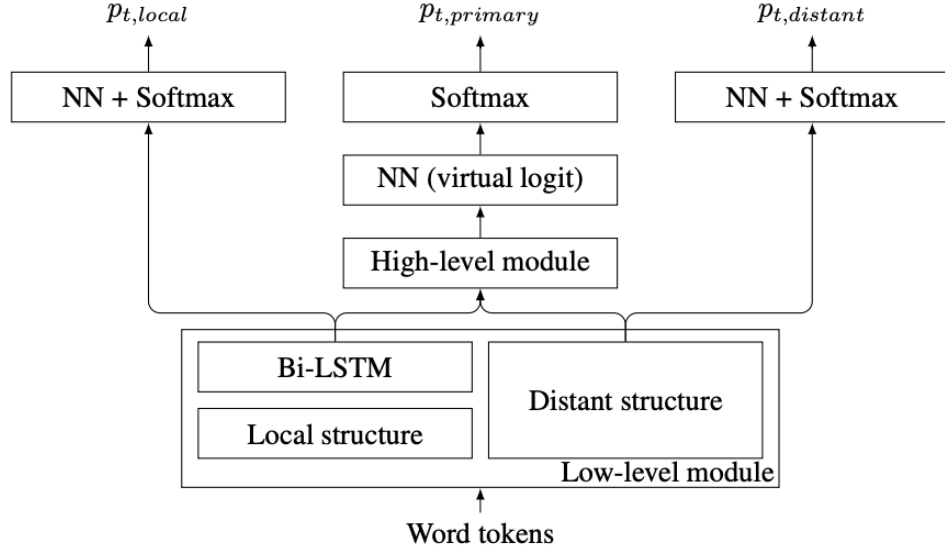 p_{t,local} p_{t,primary} p_{t,distant}
NN + Softmax Softmax NN + Softmax
NN (virtual logit)
High-level module
Bi-LSTM
Distant structure
Local structure
Low-level module
Word tokens